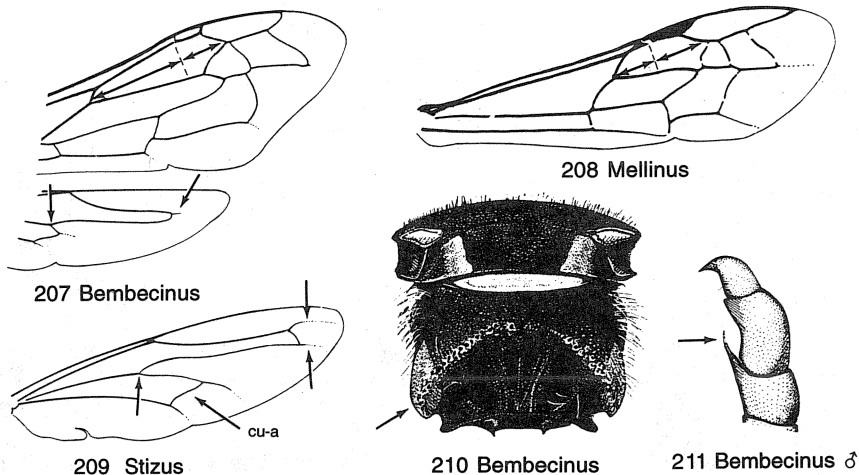 208 Mellinus
207 Bembecinus
cu-a
209 Stizus
210 Bembecinus
211 Bembecinus ♂